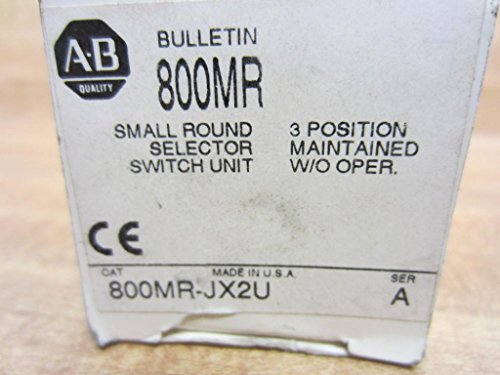 A-B
QUALITY
BULLETIN
800MR
SMALL ROUND 3 POSITION
SELECTOR MAINTAINED
SWITCH UNIT W/O OPER.
CE
CAT MADE IN U.S.A. SER
800MR-JX2U A